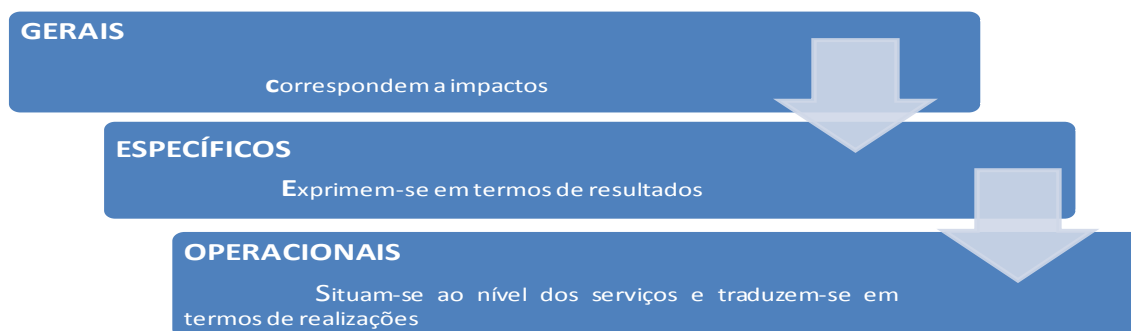 GERAIS
correspondem a impactos
ESPECÍFICOS
Exprimem-se em termos de resultados
OPERACIONAIS
Situam-se ao nível dos serviços e traduzem-se em
termos de realizações